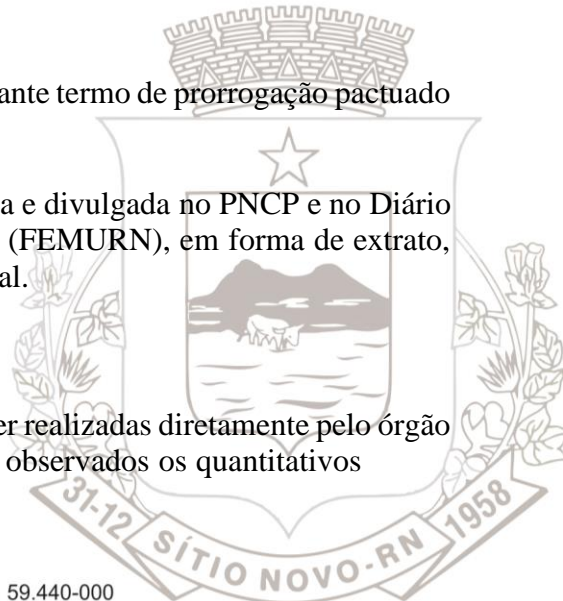 ante termo de prorrogação pactuado
a e divulgada no PNCP e no Diário
(FEMURN), em forma de extrato,
al.
er realizadas diretamente pelo órgão
observados os quantitativos
31-12 SÍTIO NOVO-RN 1958
59.440-000